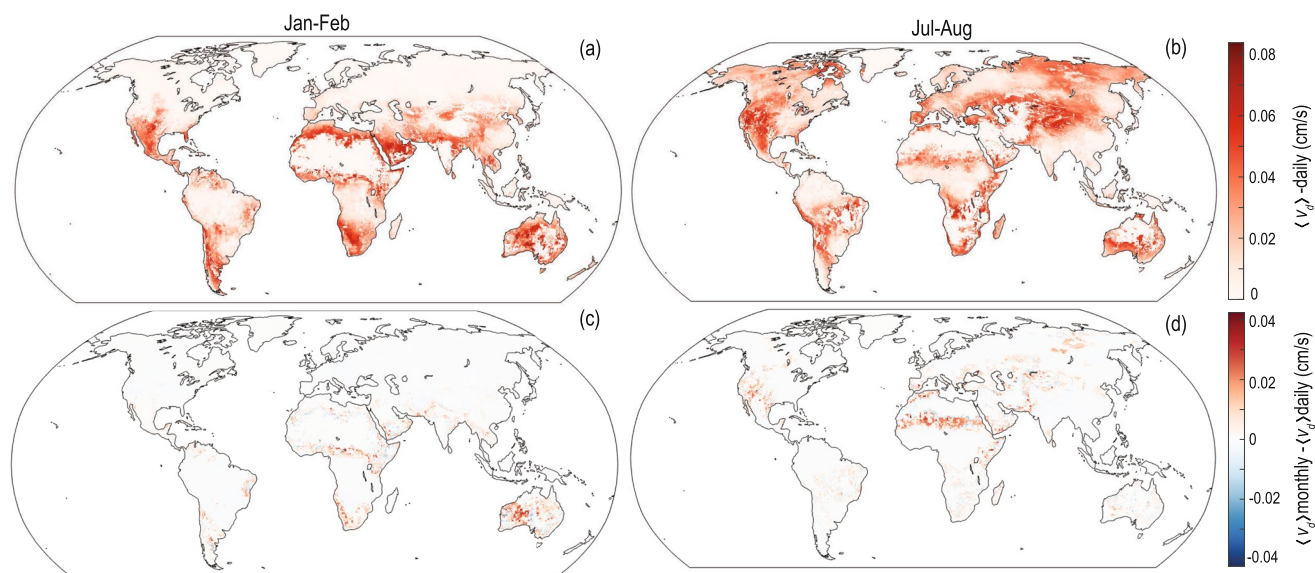 Jan-Feb
Jul-Aug
(a)
(b)
0.08
0.06
0.04
0.02
0
⟨v_d⟩ -daily (cm/s)
(c)
(d)
0.04
0.02
0
-0.02
-0.04
⟨v_d⟩monthly -⟨v_d⟩daily (cm/s)